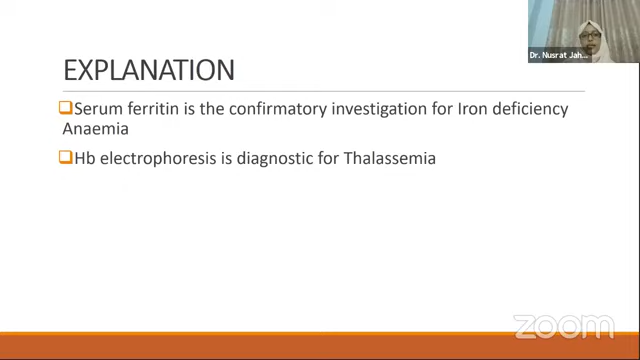 Dr. Nusrat Jah...
EXPLANATION
Serum ferritin is the confirmatory investigation for Iron deficiency
Anaemia
Hb electrophoresis is diagnostic for Thalassemia
zoom